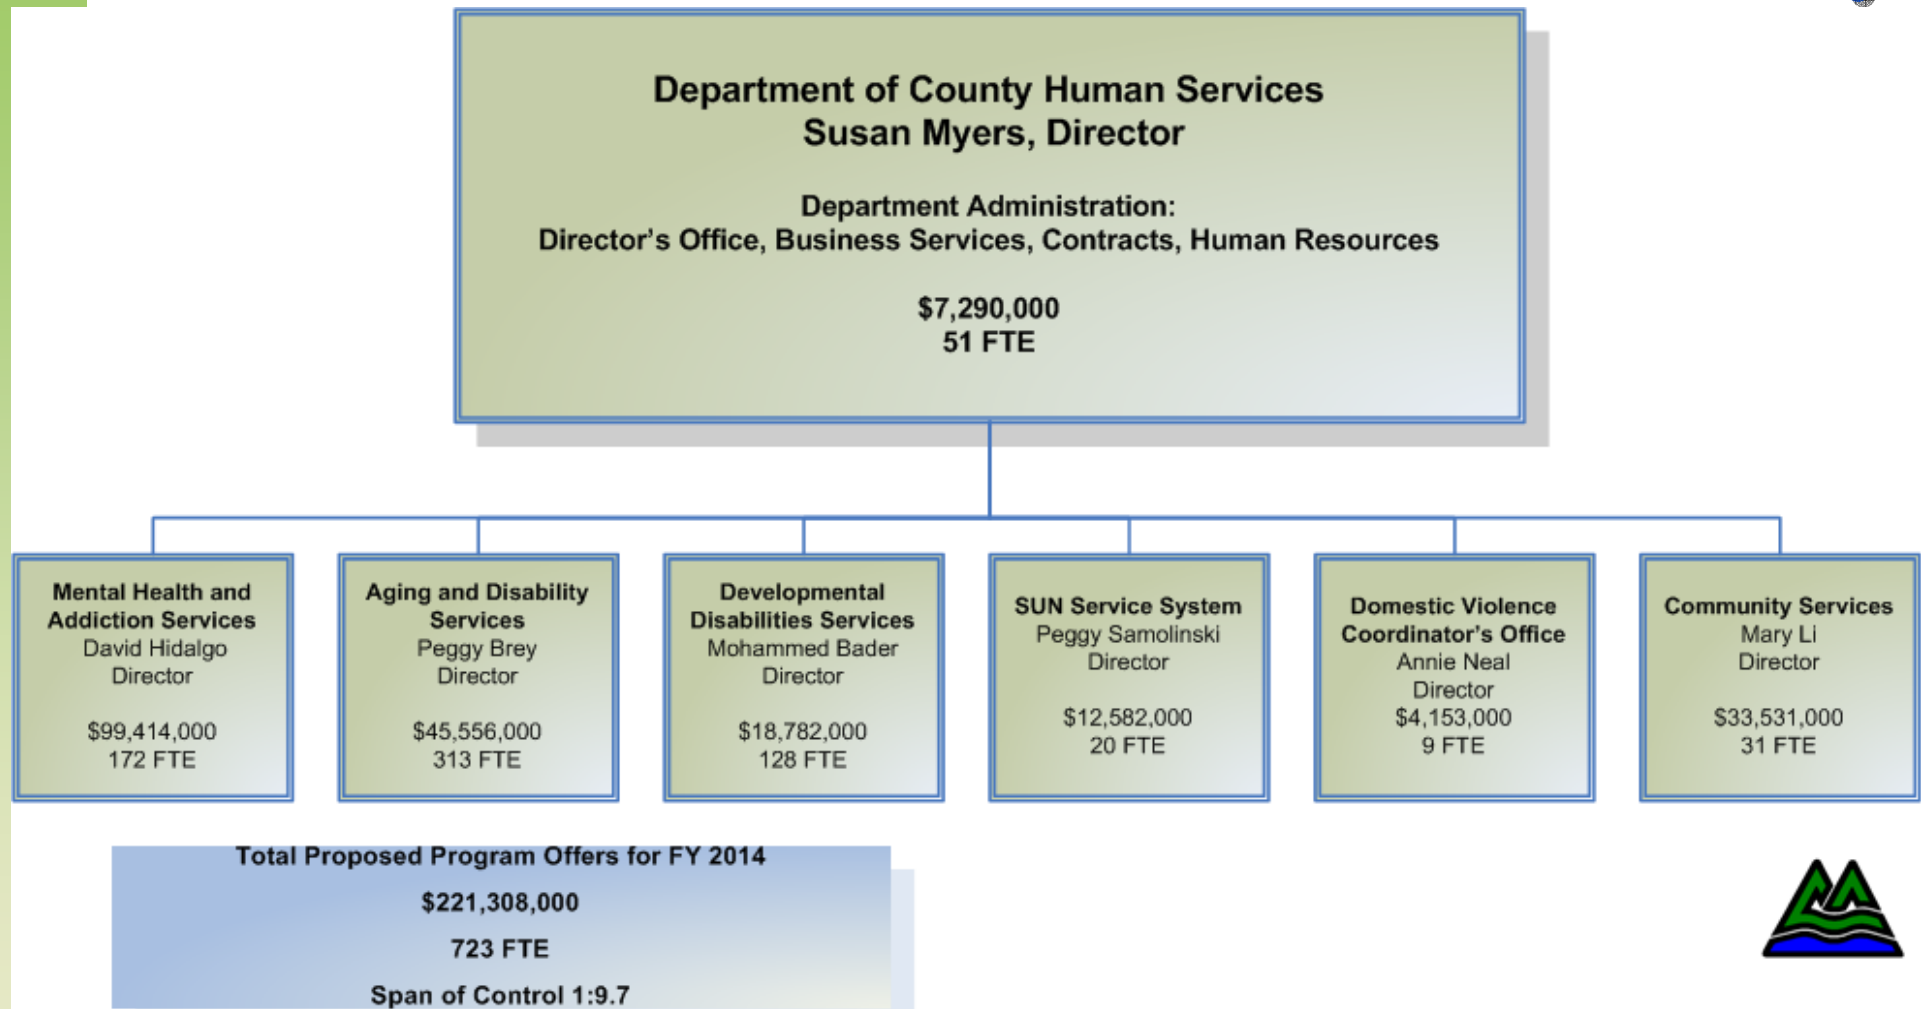 Department of County Human Services
Susan Myers, Director
Department Administration:
Director's Office, Business Services, Contracts, Human Resources
$7,290,000
51 FTE
Mental Health and
Addiction Services
David Hidalgo
Director
$99,414,000
172 FTE
Aging and Disability
Services
Peggy Brey
Director
$45,556,000
313 FTE
Developmental
Disabilities Services
Mohammed Bader
Director
$18,782,000
128 FTE
SUN Service System
Peggy Samolinski
Director
$12,582,000
20 FTE
Domestic Violence
Coordinator's Office
Annie Neal
Director
$4,153,000
9 FTE
Community Services
Mary Li
Director
$33,531,000
31 FTE
Total Proposed Program Offers for FY 2014
$221,308,000
723 FTE
Span of Control 1:9.7